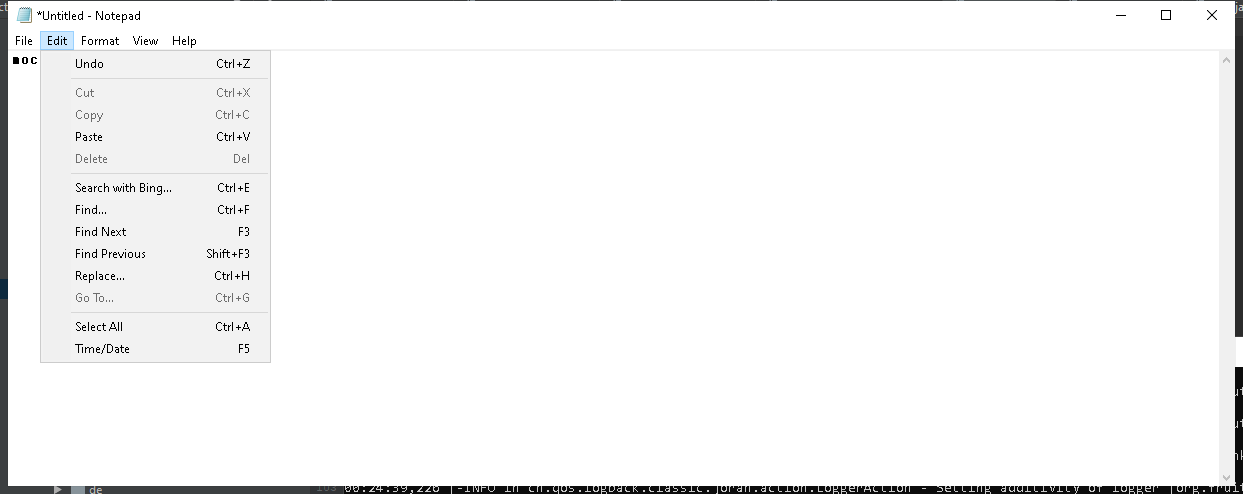 *Untitled - Notepad
File Edit Format View Help
Undo Ctrl+Z
Cut Ctrl+X
Copy Ctrl+C
Paste Ctrl+V
Delete Del
Search with Bing... Ctrl+E
Find... Ctrl+F
Find Next F3
Find Previous Shift+F3
Replace... Ctrl+H
Go To... Ctrl+G
Select All Ctrl+A
Time/Date F5
de
00:24:39,226 |-INFO in ch.qos.logback.classic.joran.action.LoggerAction - Setting additivity of logger